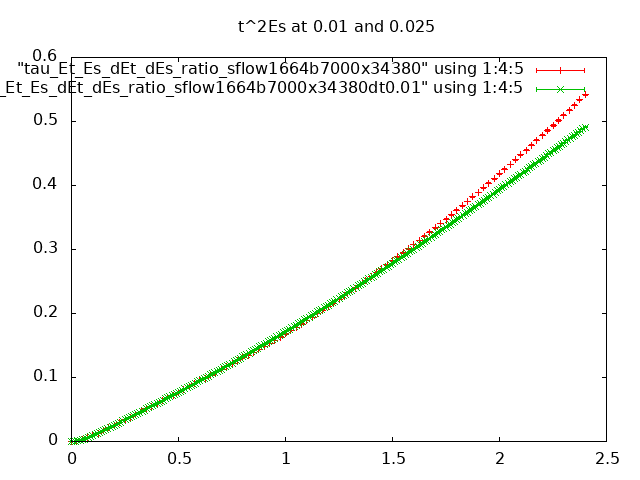 t^2Es at 0.01 and 0.025
0.6
"tau_Et_Es_dEt_dEs_ratio_sflow1664b7000x34380" using 1:4:5
_Et_Es_dEt_dEs_ratio_sflow1664b7000x34380dt0.01" using 1:4:5
0.5
0.4
0.3
0.2
0.1
0
0 0.5 1 1.5 2 2.5